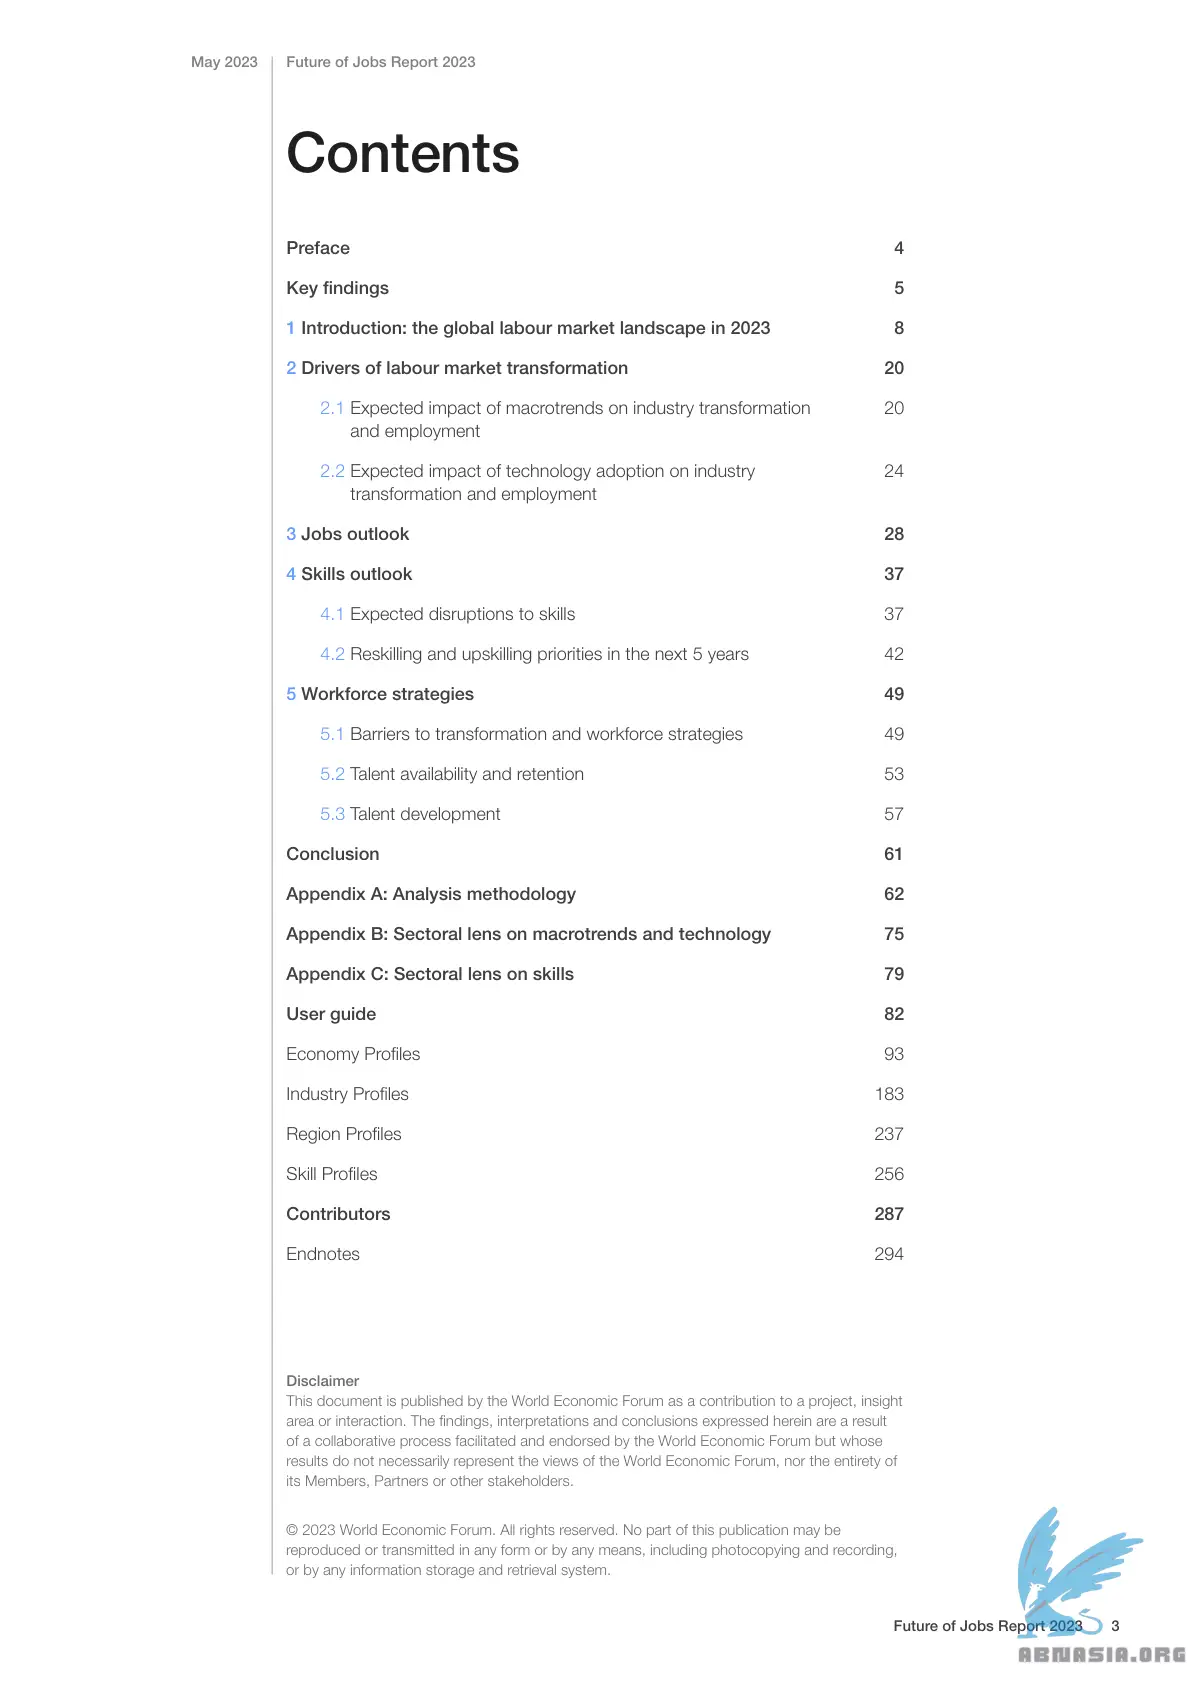 May 2023
Future of Jobs Report 2023
Contents
Preface 4
Key findings 5
1 Introduction: the global labour market landscape in 2023 8
2 Drivers of labour market transformation 20
2.1 Expected impact of macrotrends on industry transformation 20
and employment
2.2 Expected impact of technology adoption on industry 24
transformation and employment
3 Jobs outlook 28
4 Skills outlook 37
4.1 Expected disruptions to skills 37
4.2 Reskilling and upskilling priorities in the next 5 years 42
5 Workforce strategies 49
5.1 Barriers to transformation and workforce strategies 49
5.2 Talent availability and retention 53
5.3 Talent development 57
Conclusion 61
Appendix A: Analysis methodology 62
Appendix B: Sectoral lens on macrotrends and technology 75
Appendix C: Sectoral lens on skills 79
User guide 82
Economy Profiles 93
Industry Profiles 183
Region Profiles 237
Skill Profiles 256
Contributors 287
Endnotes 294
Disclaimer
This document is published by the World Economic Forum as a contribution to a project, insight
area or interaction. The findings, interpretations and conclusions expressed herein are a result
of a collaborative process facilitated and endorsed by the World Economic Forum but whose
results do not necessarily represent the views of the World Economic Forum, nor the entirety of
its Members, Partners or other stakeholders.
© 2023 World Economic Forum. All rights reserved. No part of this publication may be
reproduced or transmitted in any form or by any means, including photocopying and recording,
or by any information storage and retrieval system.
Future of Jobs Report 2023 3
ABNASIA.ORG